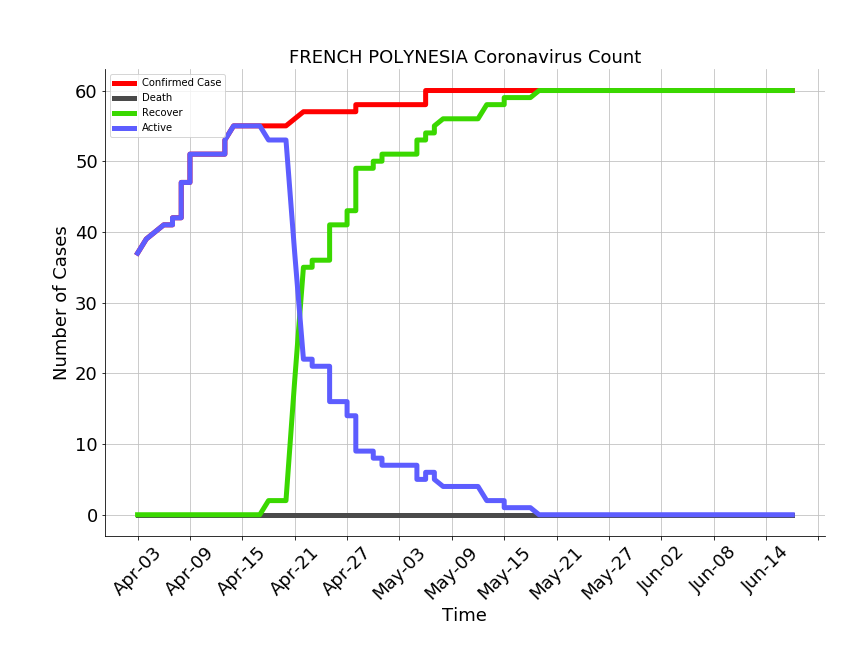 FRENCH POLYNESIA Coronavirus Count
Confirmed Case
Death
Recover
Active
60
50
40
30
20
10
0
Number of Cases
Apr-03
Apr-09
Apr-15
Apr-21
Apr-27
May-03
May-09
May-15
May-21
May-27
Jun-02
Jun-08
Jun-14
Time